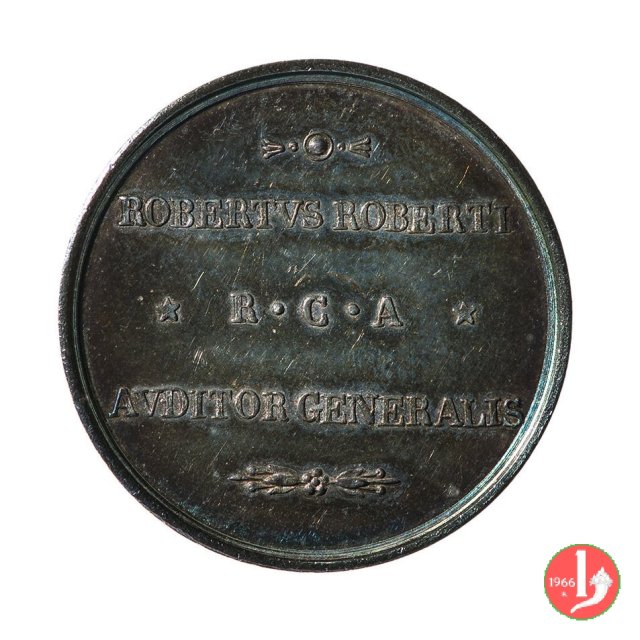 ROBERTVS ROBERTI
R · C · A
AVDITOR GENERALIS
1966